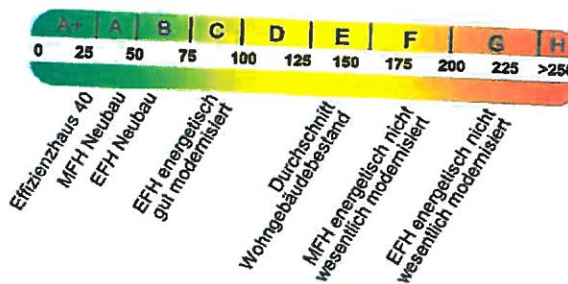 A+ A B C D E F G H
0 25 50 75 100 125 150 175 200 225 >250
Effizienzhaus 40
MFH Neubau
EFH Neubau
EFH energetisch
gut modernisiert
Durchschnitt
Wohngebäudebestand
MFH energetisch nicht
wesentlich modernisiert
EFH energetisch nicht
wesentlich modernisiert